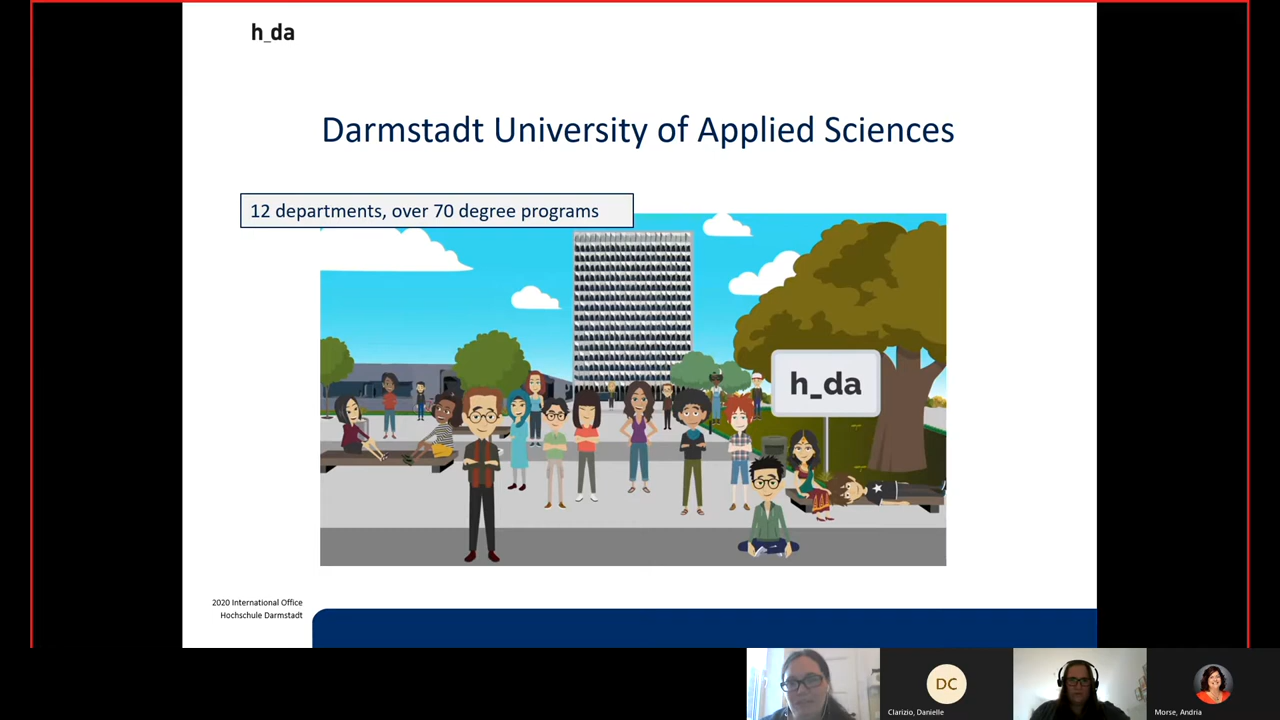 h_da
Darmstadt University of Applied Sciences
12 departments, over 70 degree programs
h_da
2020 International Office
Hochschule Darmstadt
DC
Clarizio, Danielle
Morse, Andria